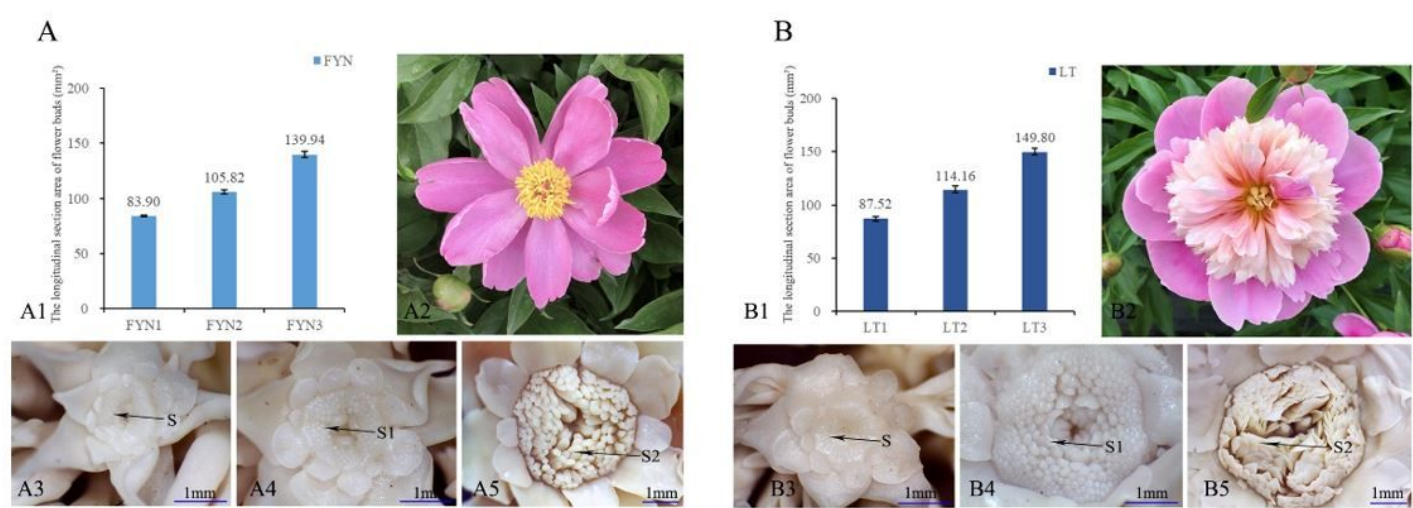 A
FYN
The longitudinal section area of flower buds (mm²)
200
150
100
50
0
83.90
105.82
139.94
FYN1
FYN2
FYN3
A1
A2
S
A3
1mm
S1
A4
1mm
S2
A5
1mm
B
LT
The longitudinal section area of flower buds (mm²)
200
150
100
50
0
87.52
114.16
149.80
LT1
LT2
LT3
B1
B2
S
B3
1mm
S1
B4
1mm
S2
B5
1mm